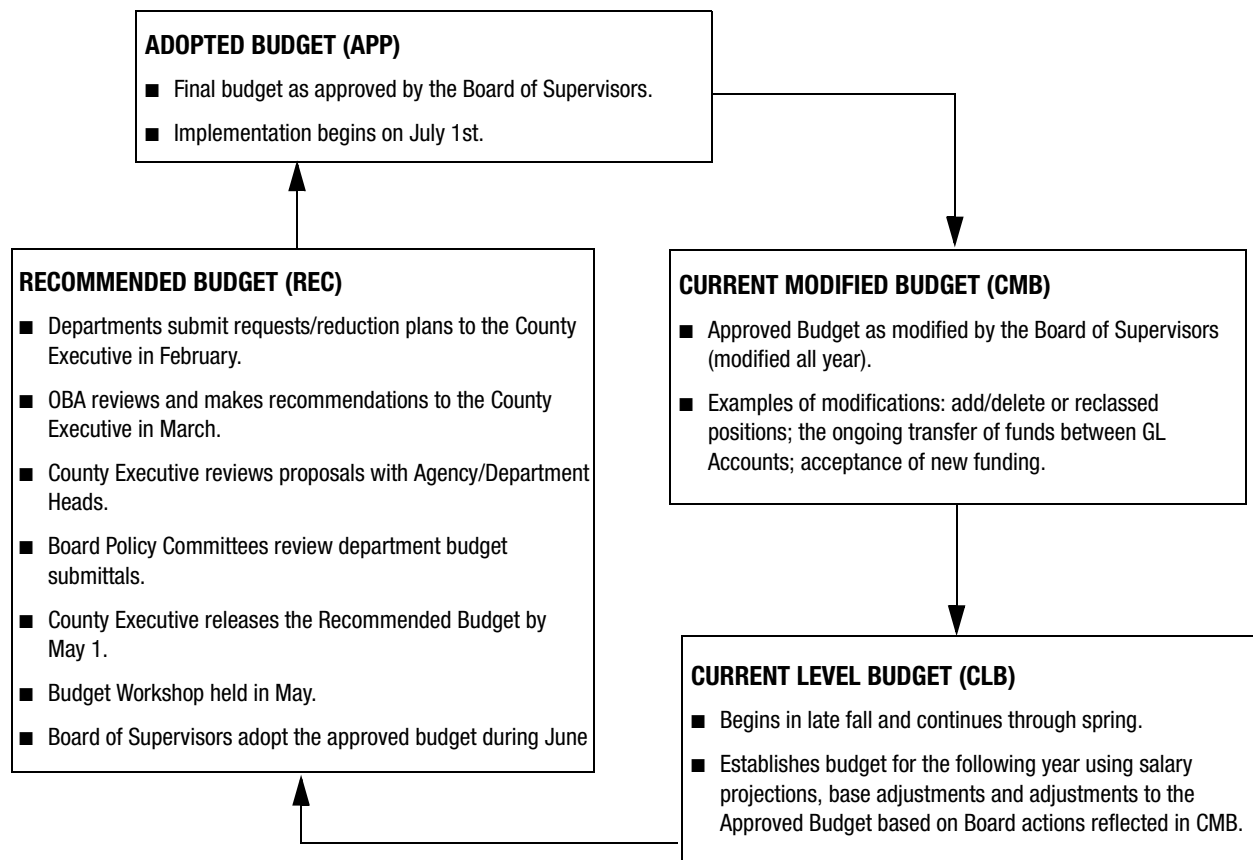 ADOPTED BUDGET (APP)
■ Final budget as approved by the Board of Supervisors.
■ Implementation begins on July 1st.
RECOMMENDED BUDGET (REC)
■ Departments submit requests/reduction plans to the County
Executive in February.
■ OBA reviews and makes recommendations to the County
Executive in March.
■ County Executive reviews proposals with Agency/Department
Heads.
■ Board Policy Committees review department budget
submittals.
■ County Executive releases the Recommended Budget by
May 1.
■ Budget Workshop held in May.
■ Board of Supervisors adopt the approved budget during June
CURRENT MODIFIED BUDGET (CMB)
■ Approved Budget as modified by the Board of Supervisors
(modified all year).
■ Examples of modifications: add/delete or reclassed
positions; the ongoing transfer of funds between GL
Accounts; acceptance of new funding.
CURRENT LEVEL BUDGET (CLB)
■ Begins in late fall and continues through spring.
■ Establishes budget for the following year using salary
projections, base adjustments and adjustments to the
Approved Budget based on Board actions reflected in CMB.